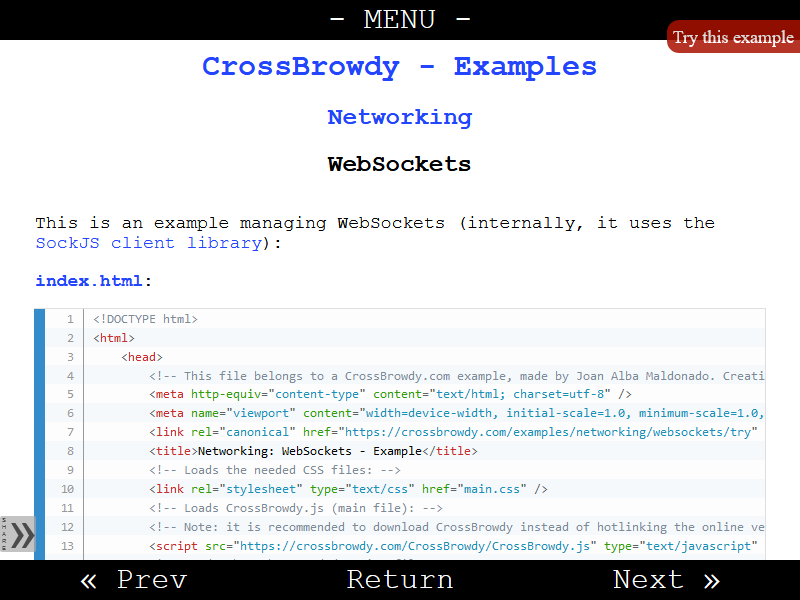 - MENU -
Try this example
CrossBrowdy - Examples
Networking
WebSockets
This is an example managing WebSockets (internally, it uses the
SockJS client library):
index.html:
1 <!DOCTYPE html>
2 <html>
3 <head>
4 <!-- This file belongs to a CrossBrowdy.com example, made by Joan Alba Maldonado. Creati
5 <meta http-equiv="content-type" content="text/html; charset=utf-8" />
6 <meta name="viewport" content="width=device-width, initial-scale=1.0, minimum-scale=1.0,
7 <link rel="canonical" href="https://crossbrowdy.com/examples/networking/websockets/try"
8 <title>Networking: WebSockets - Example</title>
9 <!-- Loads the needed CSS files: -->
10 <link rel="stylesheet" type="text/css" href="main.css" />
11 <!-- Loads CrossBrowdy.js (main file): -->
12 <!-- Note: it is recommended to download CrossBrowdy instead of hotlinking the online ve
13 <script src="https://crossbrowdy.com/CrossBrowdy/CrossBrowdy.js" type="text/javascript"
SHARE »
« Prev Return Next »